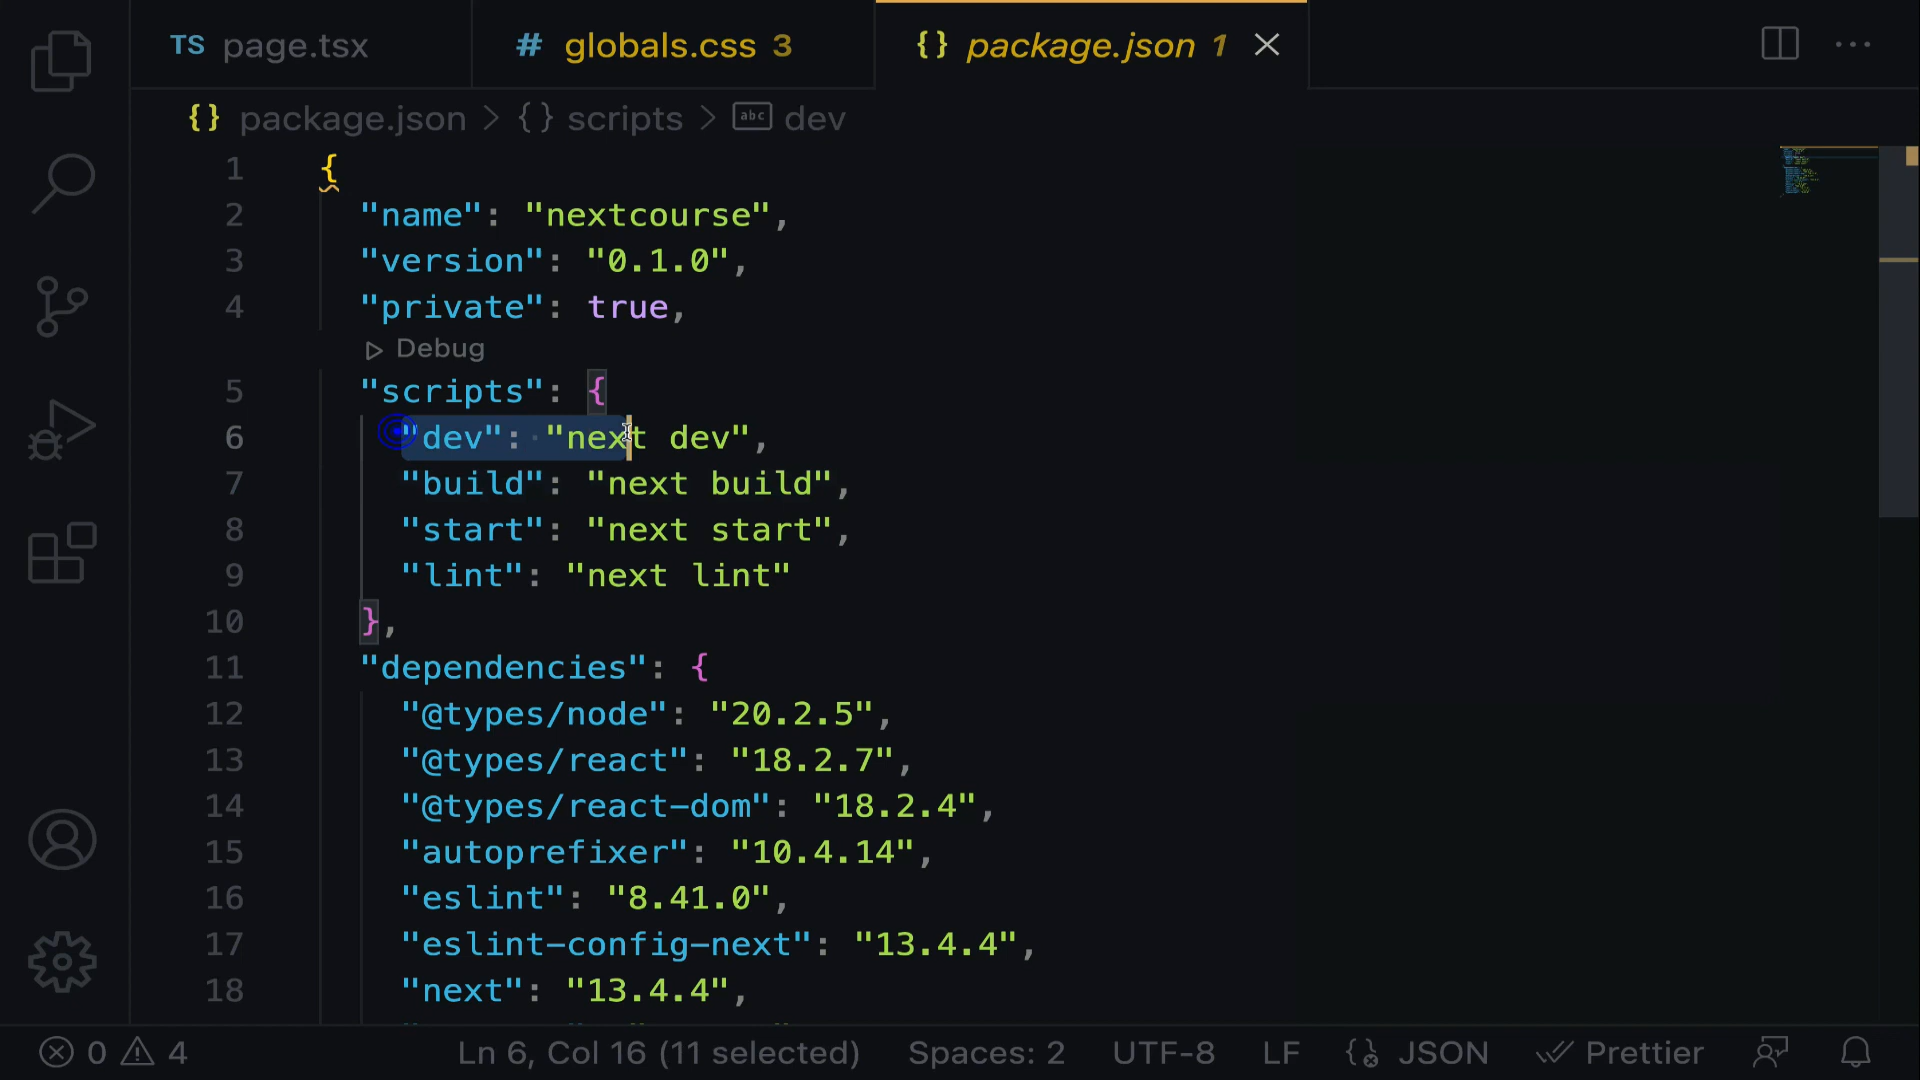 TS page.tsx
# globals.css 3
{} package.json 1
{} package.json > {} scripts > abc dev
1 {
2 "name": "nextcourse",
3 "version": "0.1.0",
4 "private": true,
Debug
5 "scripts": {
6 "dev": "next dev",
7 "build": "next build",
8 "start": "next start",
9 "lint": "next lint"
10 },
11 "dependencies": {
12 "@types/node": "20.2.5",
13 "@types/react": "18.2.7",
14 "@types/react-dom": "18.2.4",
15 "autoprefixer": "10.4.14",
16 "eslint": "8.41.0",
17 "eslint-config-next": "13.4.4",
18 "next": "13.4.4",
0 4 Ln 6, Col 16 (11 selected) Spaces: 2 UTF-8 LF JSON Prettier